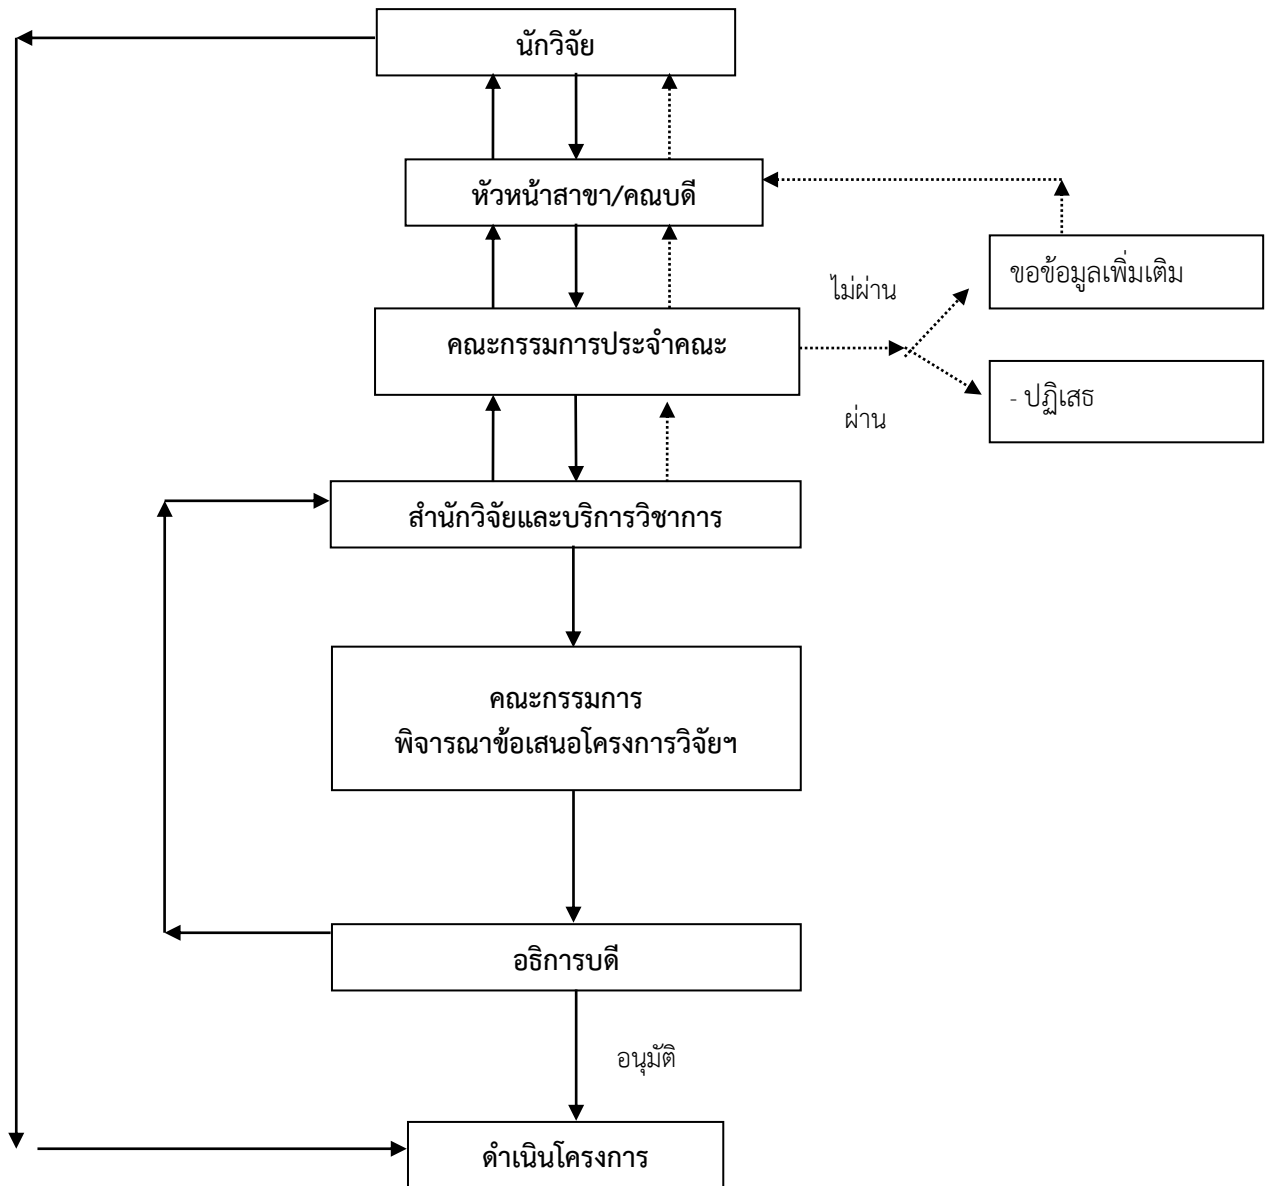 นักวิจัย
หัวหน้าสาขา/คณบดี
ขอข้อมูลเพิ่มเติม
ไม่ผ่าน
คณะกรรมการประจำคณะ
- ปฏิเสธ
ผ่าน
สำนักวิจัยและบริการวิชาการ
คณะกรรมการ
พิจารณาข้อเสนอโครงการวิจัยฯ
อธิการบดี
อนุมัติ
ดำเนินโครงการ